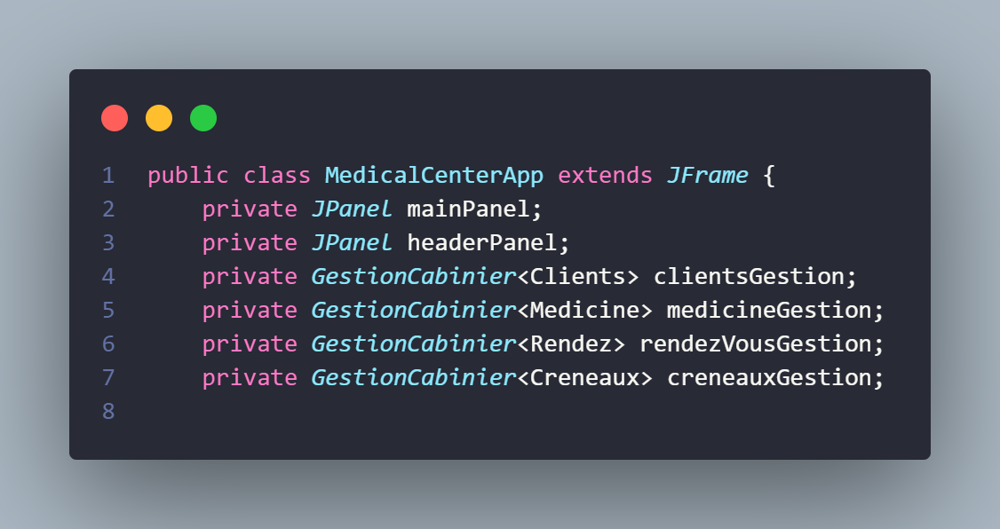 1 public class MedicalCenterApp extends JFrame {
2     private JPanel mainPanel;
3     private JPanel headerPanel;
4     private GestionCabinier<Clients> clientsGestion;
5     private GestionCabinier<Medicine> medicineGestion;
6     private GestionCabinier<Rendez> rendezVousGestion;
7     private GestionCabinier<Creneaux> creneauxGestion;
8